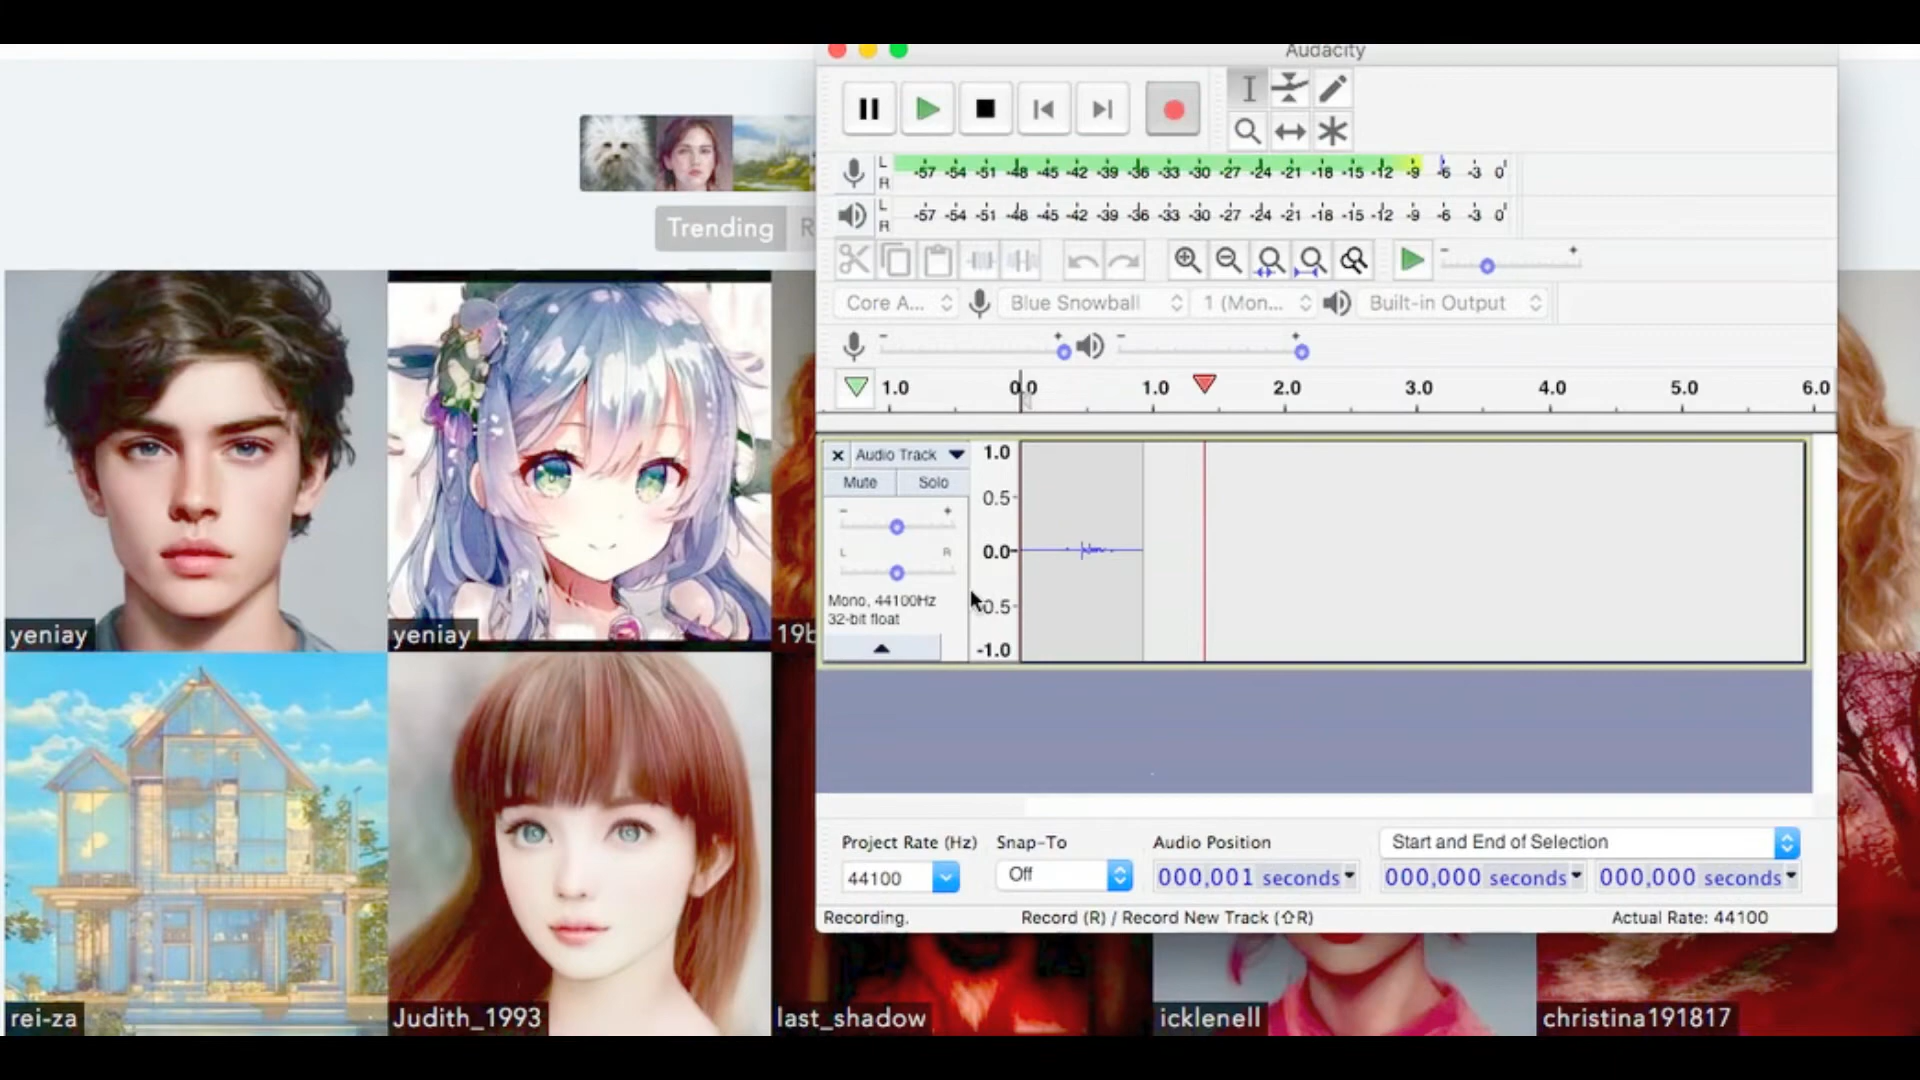 Audacity
Trending
R
L
R
-57 -54 -51 -48 -45 -42 -39 -36 -33 -30 -27 -24 -21 -18 -15 -12 -9 -6 -3 0
L
R
-57 -54 -51 -48 -45 -42 -39 -36 -33 -30 -27 -24 -21 -18 -15 -12 -9 -6 -3 0
Core A...
Blue Snowball
1 (Mon...
Built-in Output
1.0 0.0 1.0 2.0 3.0 4.0 5.0 6.0
Audio Track
Mute Solo
L R
Mono, 44100Hz
32-bit float
1.0
0.5
0.0
-0.5
-1.0
yeniay
yeniay
19b
Project Rate (Hz) Snap-To Audio Position
Start and End of Selection
44100
Off
000,001 seconds
000,000 seconds
000,000 seconds
Recording.
Record (R) / Record New Track (⇧R)
Actual Rate: 44100
rei-za
Judith_1993
last_shadow
icklenell
christina191817